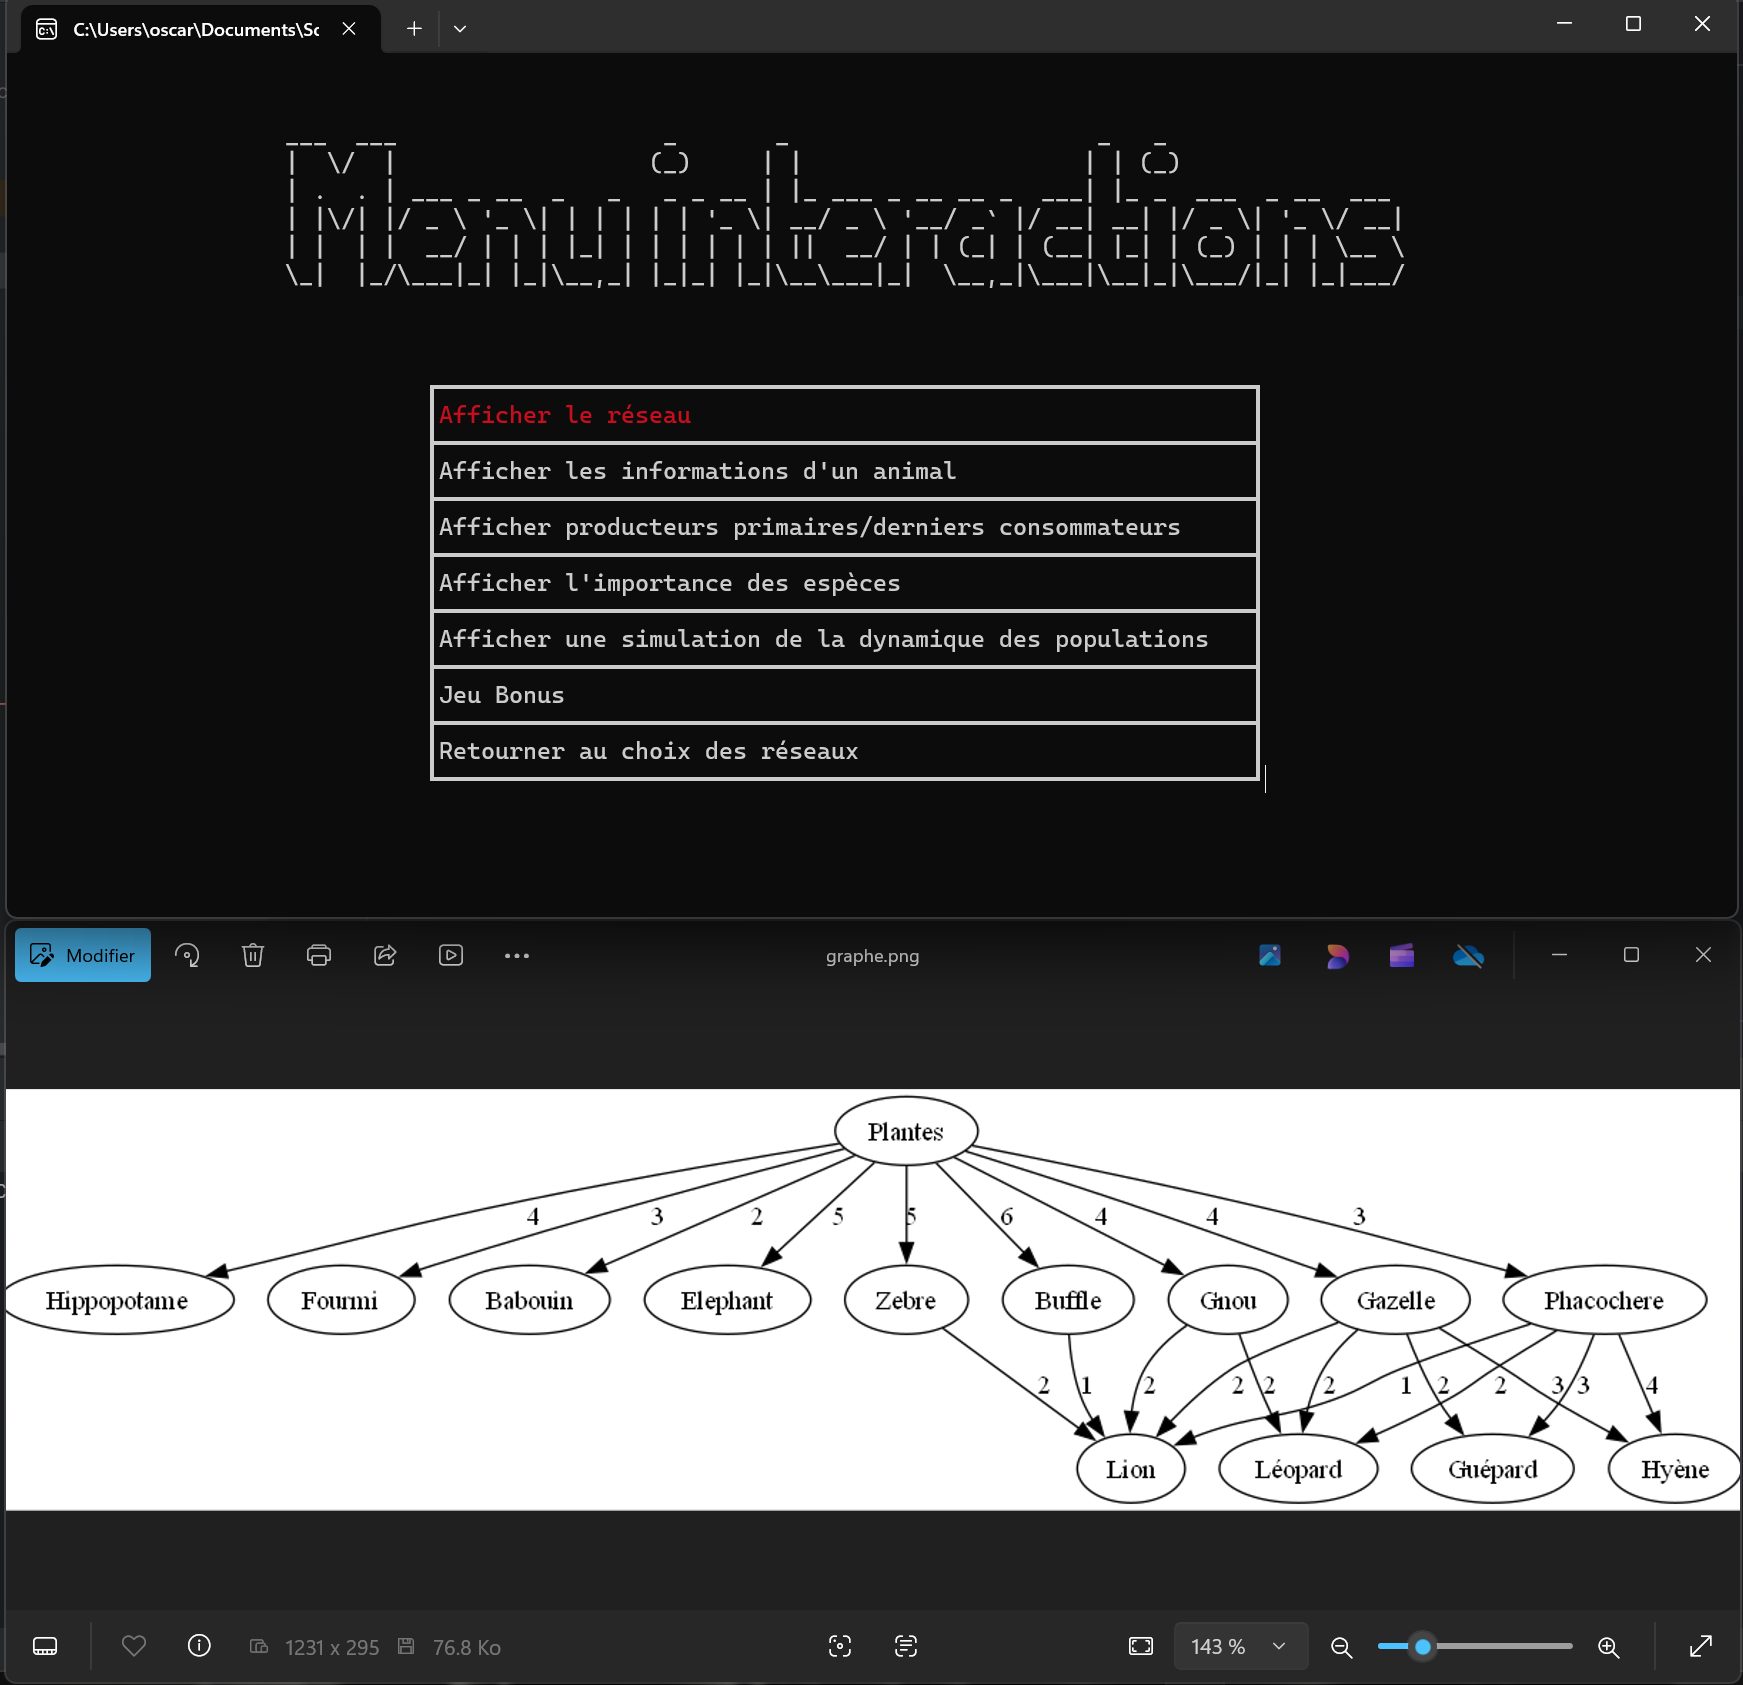 C:\Users\oscar\Documents\Sc
Menu interactions
Afficher le réseau
Afficher les informations d'un animal
Afficher producteurs primaires/derniers consommateurs
Afficher l'importance des espèces
Afficher une simulation de la dynamique des populations
Jeu Bonus
Retourner au choix des réseaux
Modifier
graphe.png
Plantes
4 3 2 5 5 6 4 4 3
Hippopotame Fourmi Babouin Elephant Zebre Buffle Gnou Gazelle Phacochere
2 1 2 2 2 2 1 2 2 3 3 4
Lion Léopard Guépard Hyène
1231 x 295 76.8 Ko 143 %